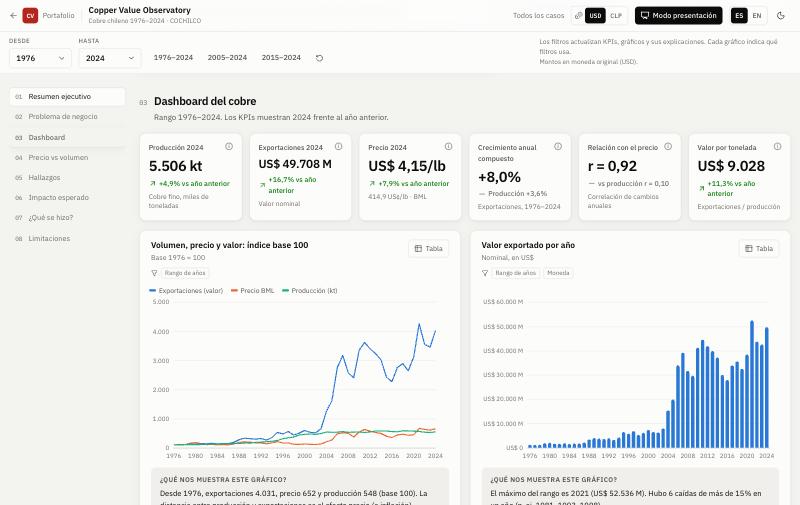 ← CV Portafolio
Copper Value Observatory
Cobre chileno 1976–2024 · COCHILCO
Todos los casos
USD CLP
Modo presentación
ES EN
DESDE
1976
HASTA
2024
1976–2024 2005–2024 2015–2024
Los filtros actualizan KPIs, gráficos y sus explicaciones. Cada gráfico indica qué
filtros usa.
Montos en moneda original (USD).
01 Resumen ejecutivo
02 Problema de negocio
03 Dashboard
04 Precio vs volumen
05 Hallazgos
06 Impacto esperado
07 ¿Qué se hizo?
08 Limitaciones
03 Dashboard del cobre
Rango 1976–2024. Los KPIs muestran 2024 frente al año anterior.
Producción 2024
5.506 kt
+4,9% vs año anterior
Cobre fino, miles de
toneladas
Exportaciones 2024
US$ 49.708 M
+16,7% vs año
anterior
Valor nominal
Precio 2024
US$ 4,15/lb
+7,9% vs año anterior
414,9 US¢/lb · BML
Crecimiento anual
compuesto
+8,0%
— Producción +3,6%
Exportaciones, 1976–2024
Relación con el precio
r = 0,92
— vs producción r = 0,10
Correlación de cambios
anuales
Valor por tonelada
US$ 9.028
+11,3% vs año
anterior
Exportaciones / producción
Volumen, precio y valor: índice base 100
Base 1976 = 100
Tabla
Rango de años
Exportaciones (valor) Precio BML Producción (kt)
5.000
4.000
3.000
2.000
1.000
0
1976 1980 1984 1988 1992 1996 2000 2004 2008 2012 2016 2020 2024
¿QUÉ NOS MUESTRA ESTE GRÁFICO?
Desde 1976, exportaciones 4.031, precio 652 y producción 548 (base 100). La
distancia entre producción y exportaciones es el efecto precio (e inflación).
Valor exportado por año
Nominal, en US$
Tabla
Rango de años Moneda
US$ 60.000 M
US$ 50.000 M
US$ 40.000 M
US$ 30.000 M
US$ 20.000 M
US$ 10.000 M
US$ 0
1976 1980 1984 1988 1992 1996 2000 2004 2008 2012 2016 2020 2024
¿QUÉ NOS MUESTRA ESTE GRÁFICO?
El máximo del rango es 2021 (US$ 52.536 M). Hubo 6 caídas de más de 15% en